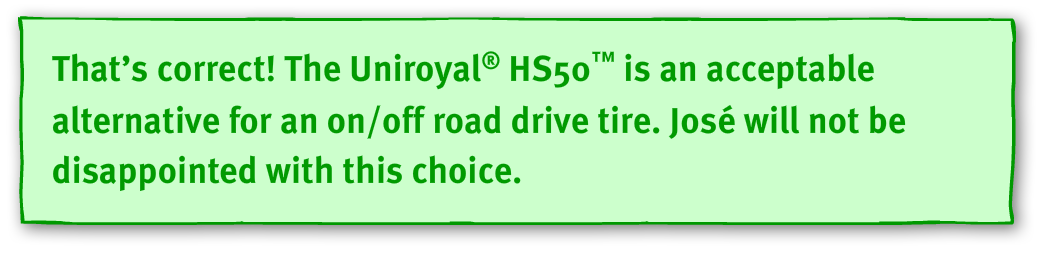 That’s correct! The Uniroyal® HS50™ is an acceptable
alternative for an on/off road drive tire. José will not be
disappointed with this choice.